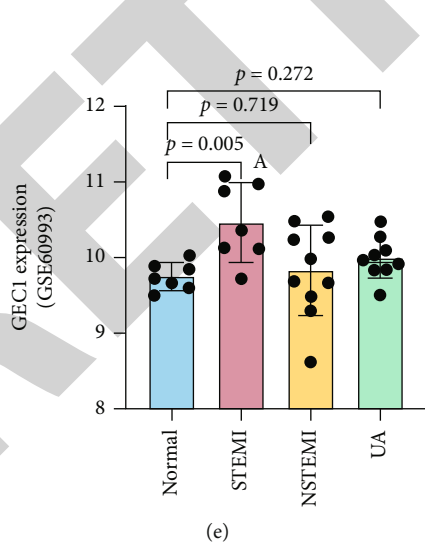 p = 0.272
p = 0.719
p = 0.005
A
GEC1 expression
(GSE60993)
12
11
10
9
8
Normal
STEMI
NSTEMI
UA
(e)